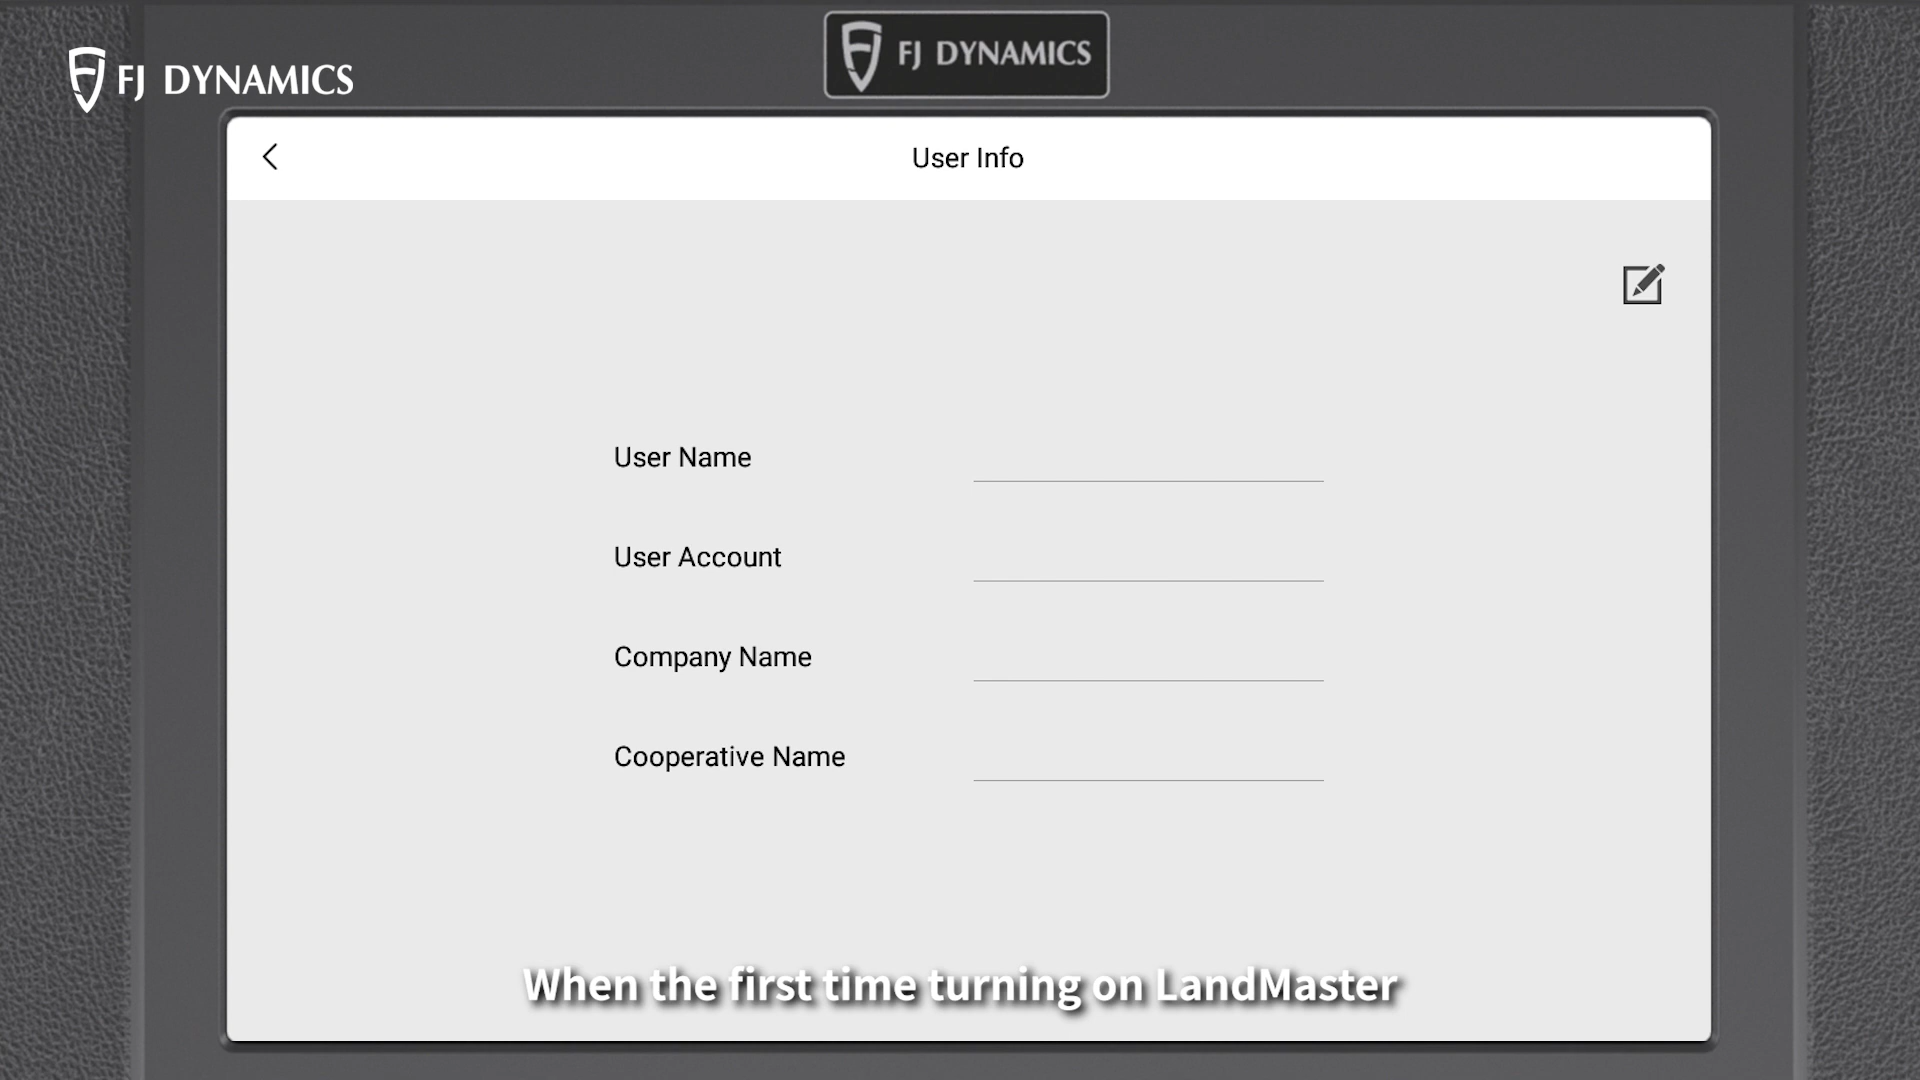 FJ DYNAMICS
FJ DYNAMICS
User Info
User Name
User Account
Company Name
Cooperative Name
When the first time turning on LandMaster